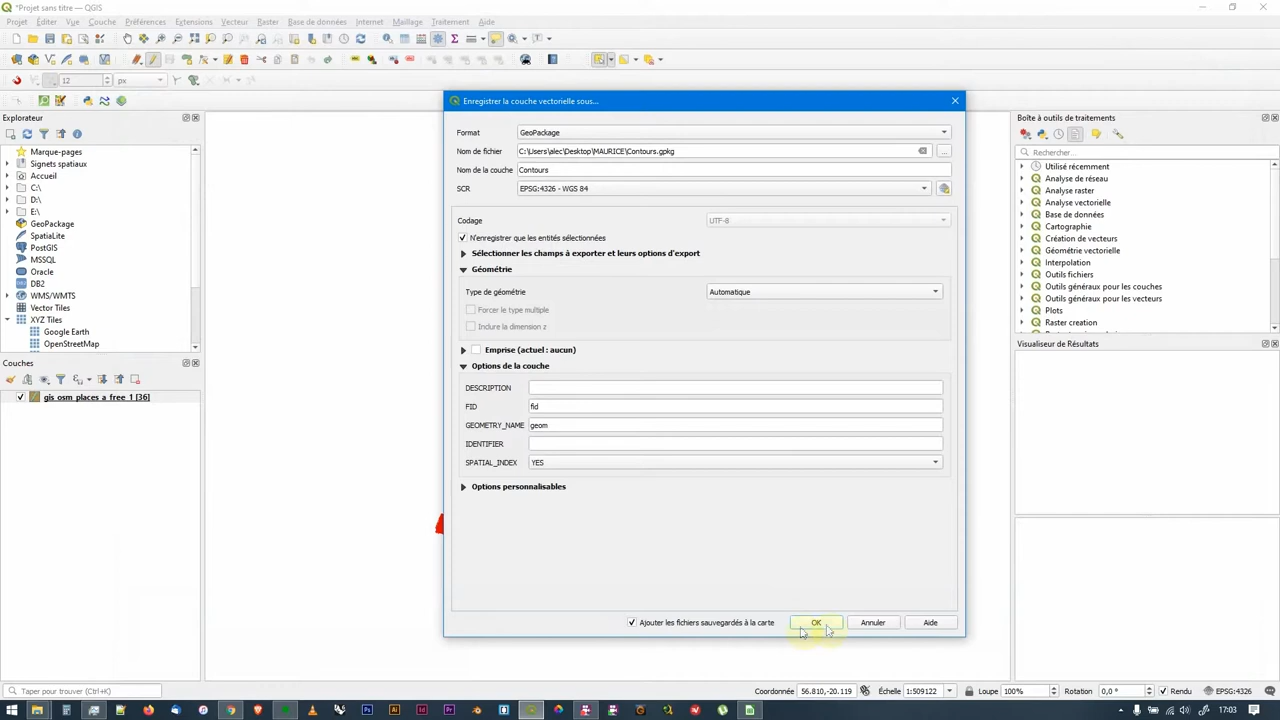 *Projet sans titre — QGIS
Projet Éditer Vue Couche Préférences Extensions Vecteur Raster Base de données Internet Maillage Traitement Aide
12 px
Explorateur
Marque-pages
Signets spatiaux
Accueil
C:\
D:\
E:\
GeoPackage
SpatiaLite
PostGIS
MSSQL
Oracle
DB2
WMS/WMTS
Vector Tiles
XYZ Tiles
Google Earth
OpenStreetMap
Couches
gis_osm_places_a_free_1 [36]
Enregistrer la couche vectorielle sous...
Format GeoPackage
Nom de fichier C:\Users\alec\Desktop\MAURICE\Contours.gpkg ...
Nom de la couche Contours
SCR EPSG:4326 - WGS 84
Codage UTF-8
N'enregistrer que les entités sélectionnées
Sélectionner les champs à exporter et leurs options d'export
Géométrie
Type de géométrie Automatique
Forcer le type multiple
Inclure la dimension z
Emprise (actuel : aucun)
Options de la couche
DESCRIPTION
FID fid
GEOMETRY_NAME geom
IDENTIFIER
SPATIAL_INDEX YES
Options personnalisables
Ajouter les fichiers sauvegardés à la carte OK Annuler Aide
Boîte à outils de traitements
Rechercher...
Utilisé récemment
Analyse de réseau
Analyse raster
Analyse vectorielle
Base de données
Cartographie
Création de vecteurs
Géométrie vectorielle
Interpolation
Outils fichiers
Outils généraux pour les couches
Outils généraux pour les vecteurs
Plots
Raster creation
Visualiseur de Résultats
Taper pour trouver (Ctrl+K) Coordonnée 56.810,-20.119 Échelle 1:509122 Loupe 100% Rotation 0,0 ° Rendu EPSG:4326
17:03